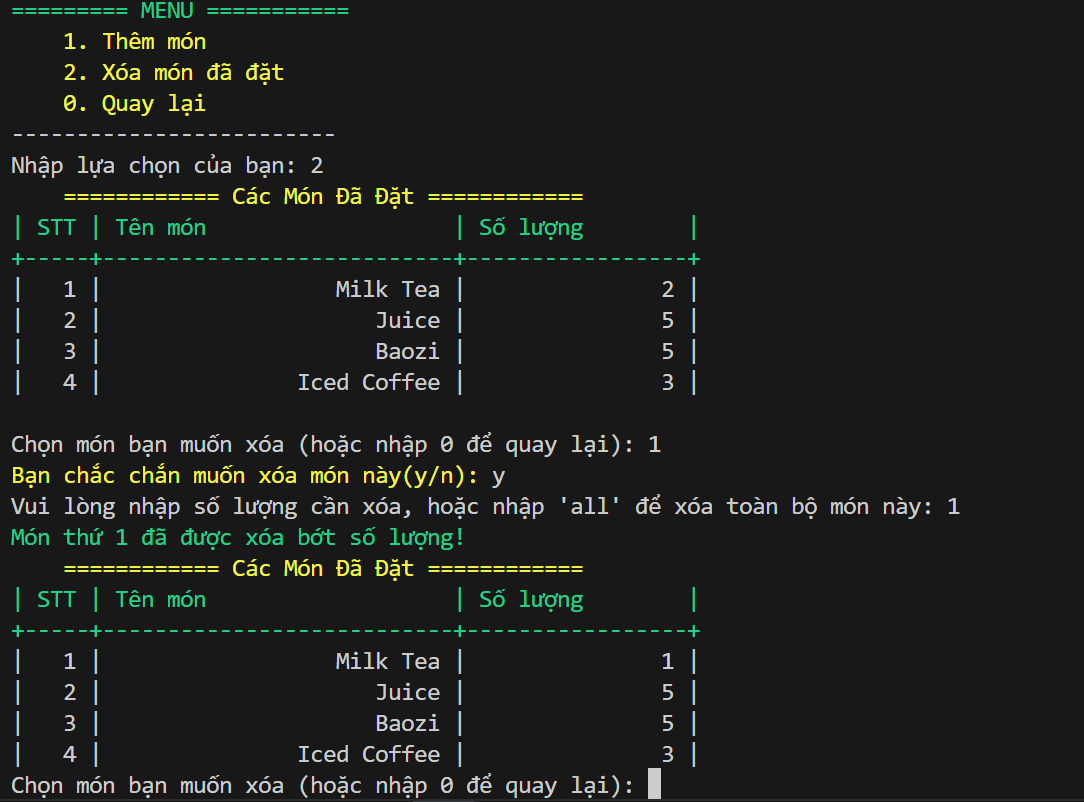 ========= MENU ===========
    1. Thêm món
    2. Xóa món đã đặt
    0. Quay lại
-------------------------
Nhập lựa chọn của bạn: 2
    ============ Các Món Đã Đặt ============
| STT | Tên món                   | Số lượng        |
+-----+---------------------------+-----------------+
|   1 |                  Milk Tea |               2 |
|   2 |                     Juice |               5 |
|   3 |                     Baozi |               5 |
|   4 |               Iced Coffee |               3 |

Chọn món bạn muốn xóa (hoặc nhập 0 để quay lại): 1
Bạn chắc chắn muốn xóa món này(y/n): y
Vui lòng nhập số lượng cần xóa, hoặc nhập 'all' để xóa toàn bộ món này: 1
Món thứ 1 đã được xóa bớt số lượng!
    ============ Các Món Đã Đặt ============
| STT | Tên món                   | Số lượng        |
+-----+---------------------------+-----------------+
|   1 |                  Milk Tea |               1 |
|   2 |                     Juice |               5 |
|   3 |                     Baozi |               5 |
|   4 |               Iced Coffee |               3 |
Chọn món bạn muốn xóa (hoặc nhập 0 để quay lại):